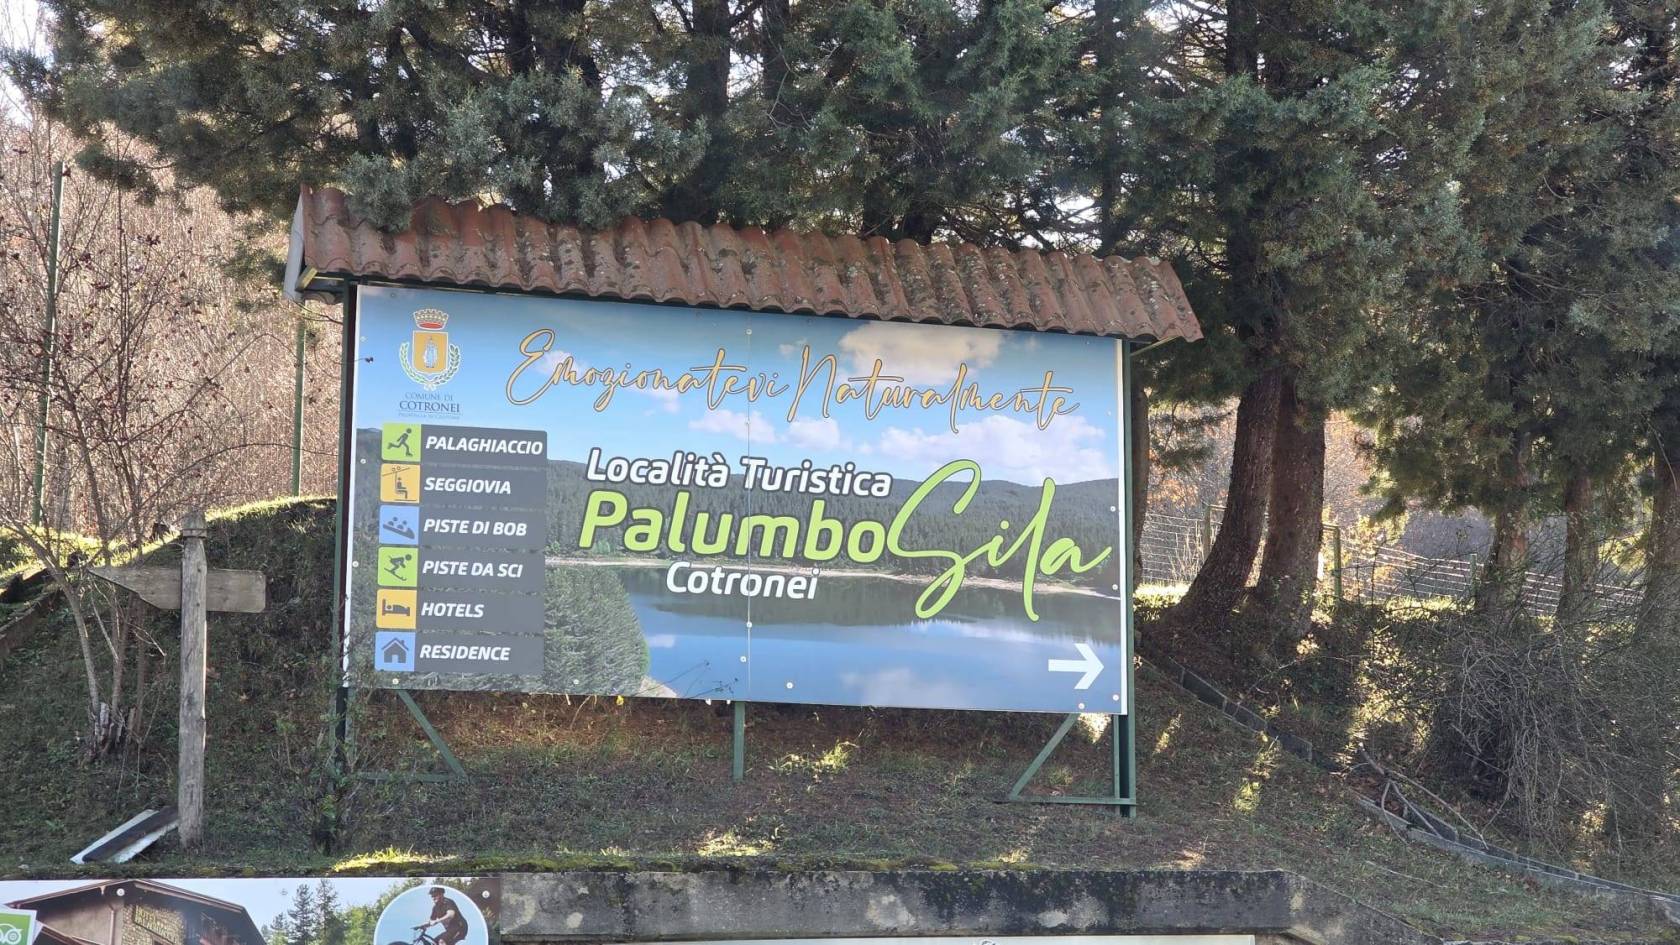 Emozionatevi Naturalmente
COMUNE DI
COTRONEI
PALAGHIACCIO
SEGGIOVIA
PISTE DI BOB
PISTE DA SCI
HOTELS
RESIDENCE
Località Turistica
Palumbo Sila
Cotronei